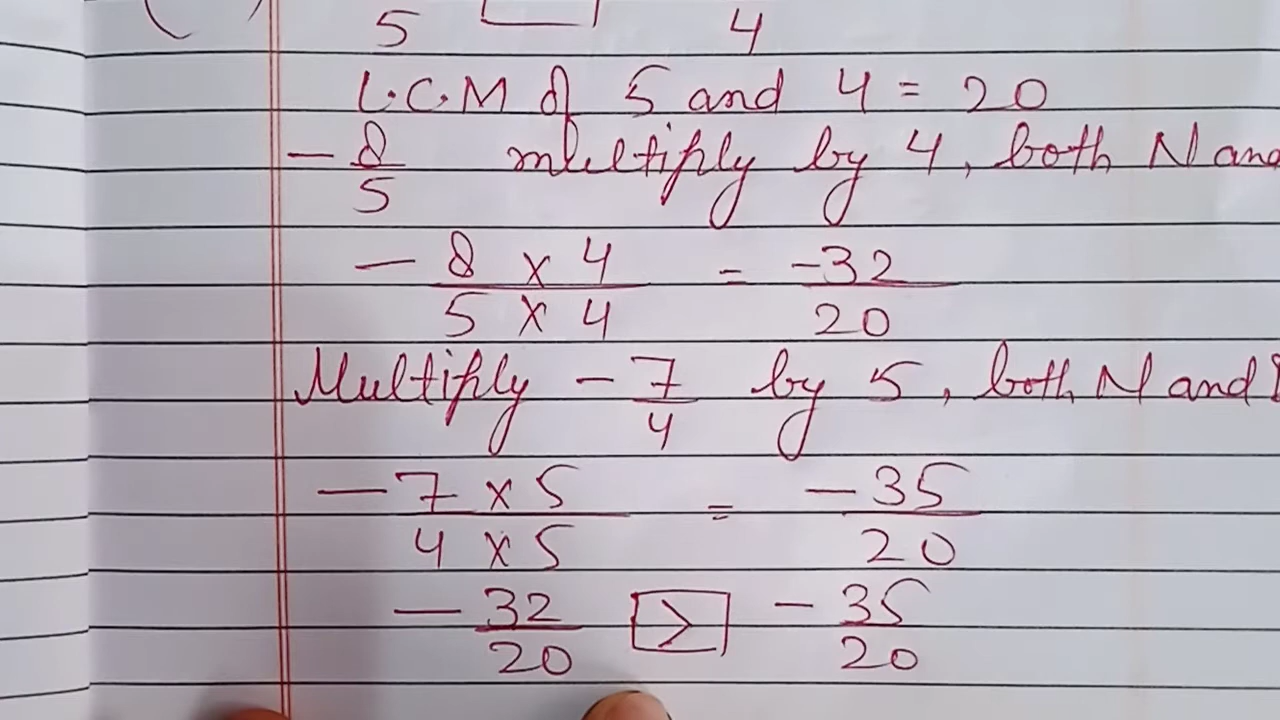 5 4
L.C.M of 5 and 4 = 20
- 8/5 multiply by 4, both N and
- 8 x 4 / 5 x 4 = -32/20
Multiply - 7/4 by 5, both N and
- 7 x 5 / 4 x 5 = - 35/20
- 32/20 > - 35/20